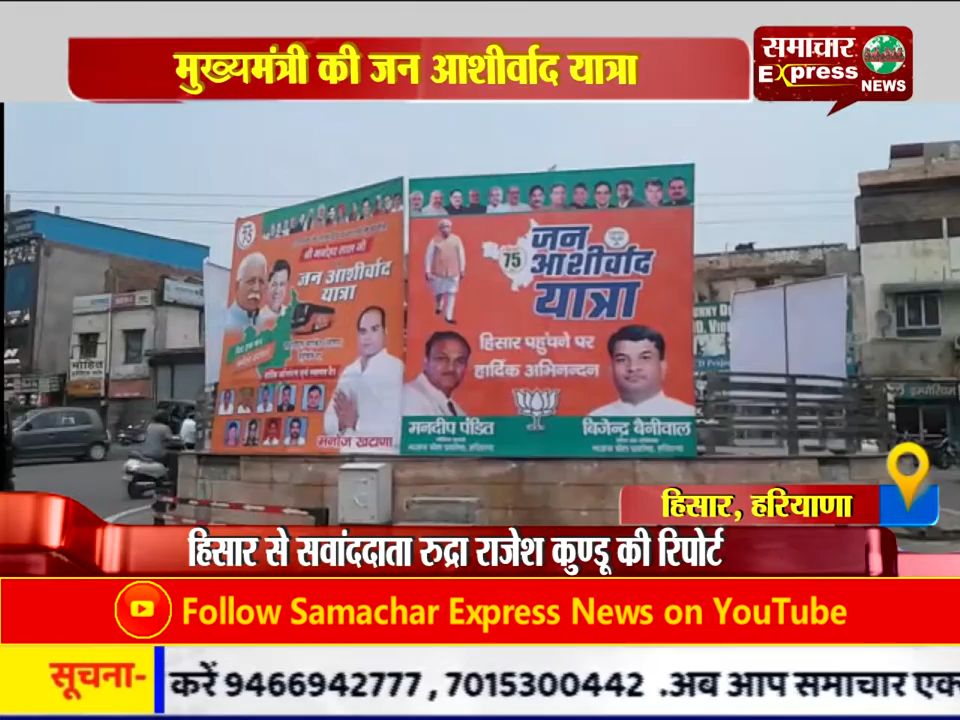 मुख्यमंत्री की जन आशीर्वाद यात्रा
समाचार
Express
NEWS
75
जन आशीर्वाद
यात्रा
मनोज खटाणा
75
जन
आशीर्वाद
यात्रा
हिसार पहुंचने पर
हार्दिक अभिनन्दन
मनदीप पंडित
बिजेन्द्र बैनीवाल
मोहित
हिसार, हरियाणा
हिसार से सवांददाता रुद्रा राजेश कुण्डू की रिपोर्ट
Follow Samachar Express News on YouTube
सूचना- करें 9466942777 , 7015300442 .अब आप समाचार एक्स